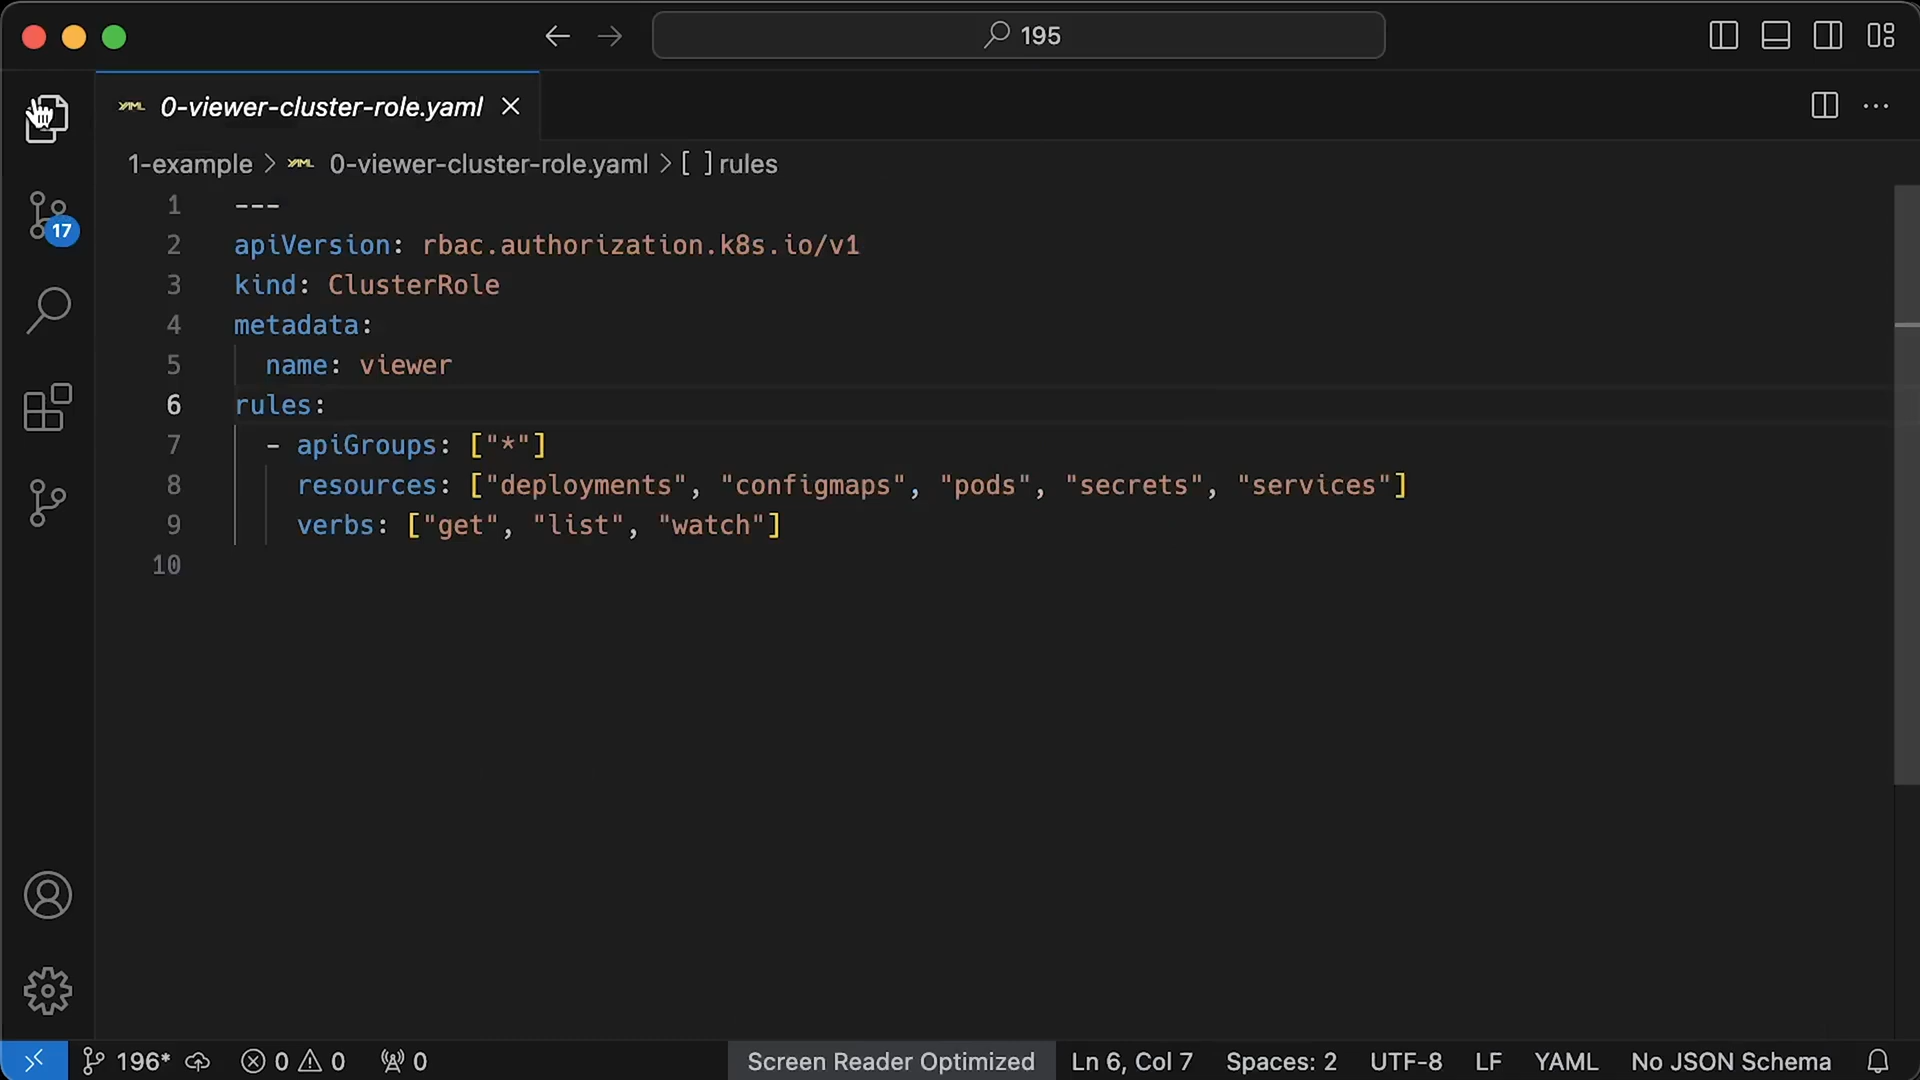 195
YAML 0-viewer-cluster-role.yaml
1-example > YAML 0-viewer-cluster-role.yaml > [ ] rules
1 ---
2 apiVersion: rbac.authorization.k8s.io/v1
3 kind: ClusterRole
4 metadata:
5   name: viewer
6 rules:
7   - apiGroups: ["*"]
8     resources: ["deployments", "configmaps", "pods", "secrets", "services"]
9     verbs: ["get", "list", "watch"]
10
17
196* 0 0 0 Screen Reader Optimized Ln 6, Col 7 Spaces: 2 UTF-8 LF YAML No JSON Schema